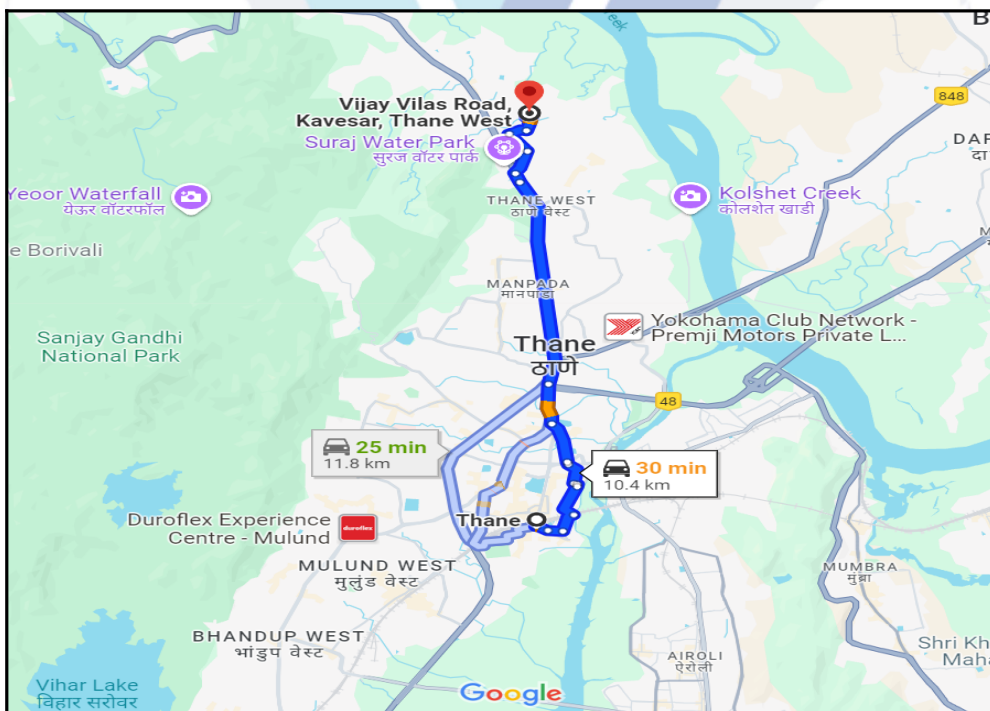 B
848
Vijay Vilas Road,
Kavesar, Thane West
Suraj Water Park
सुरज वॉटर पार्क
Yeoor Waterfall
येऊर वॉटरफॉल
THANE WEST
ठाणे वेस्ट
Kolshet Creek
कोलशेत खाडी
e Borivali
MANPADA
मानपाडा
Sanjay Gandhi
National Park
Yokohama Club Network -
Premji Motors Private L...
Thane
ठाणे
48
25 min
11.8 km
30 min
10.4 km
Thane
Duroflex Experience
Centre - Mulund
duroflex
MULUND WEST
मुलुंड वेस्ट
MUMBRA
मुंब्रा
BHANDUP WEST
भांडुप वेस्ट
AIROLI
ऐरोली
Shri Kh
Maha
Vihar Lake
विहार सरोवर
Google